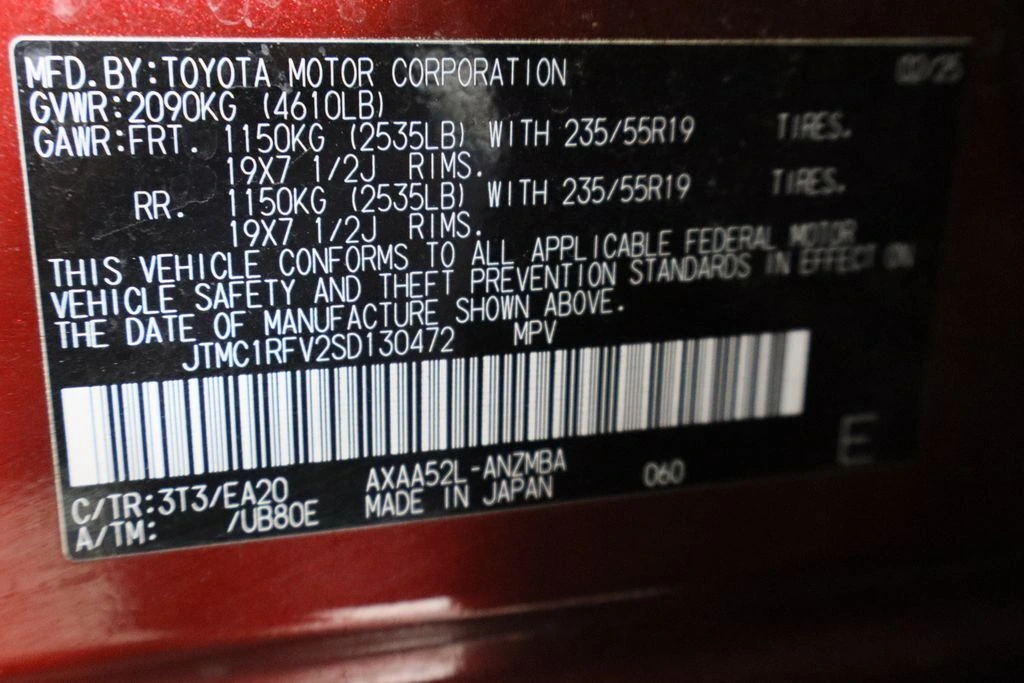 MFD.BY:TOYOTA MOTOR CORPORATION
GVWR:2090KG (4610LB)
GAWR:FRT. 1150KG (2535LB) WITH 235/55R19 TIRES.
19X7 1/2J RIMS.
RR. 1150KG (2535LB) WITH 235/55R19 TIRES.
19X7 1/2J RIMS.
THIS VEHICLE CONFORMS TO ALL APPLICABLE FEDERAL MOTOR
VEHICLE SAFETY AND THEFT PREVENTION STANDARDS IN EFFECT ON
THE DATE OF MANUFACTURE SHOWN ABOVE.
JTMC1RFV2SD130472 MPV
C/TR:3T3/EA20 AXAA52L-ANZMBA 060 E
A/TM: /UB80E MADE IN JAPAN